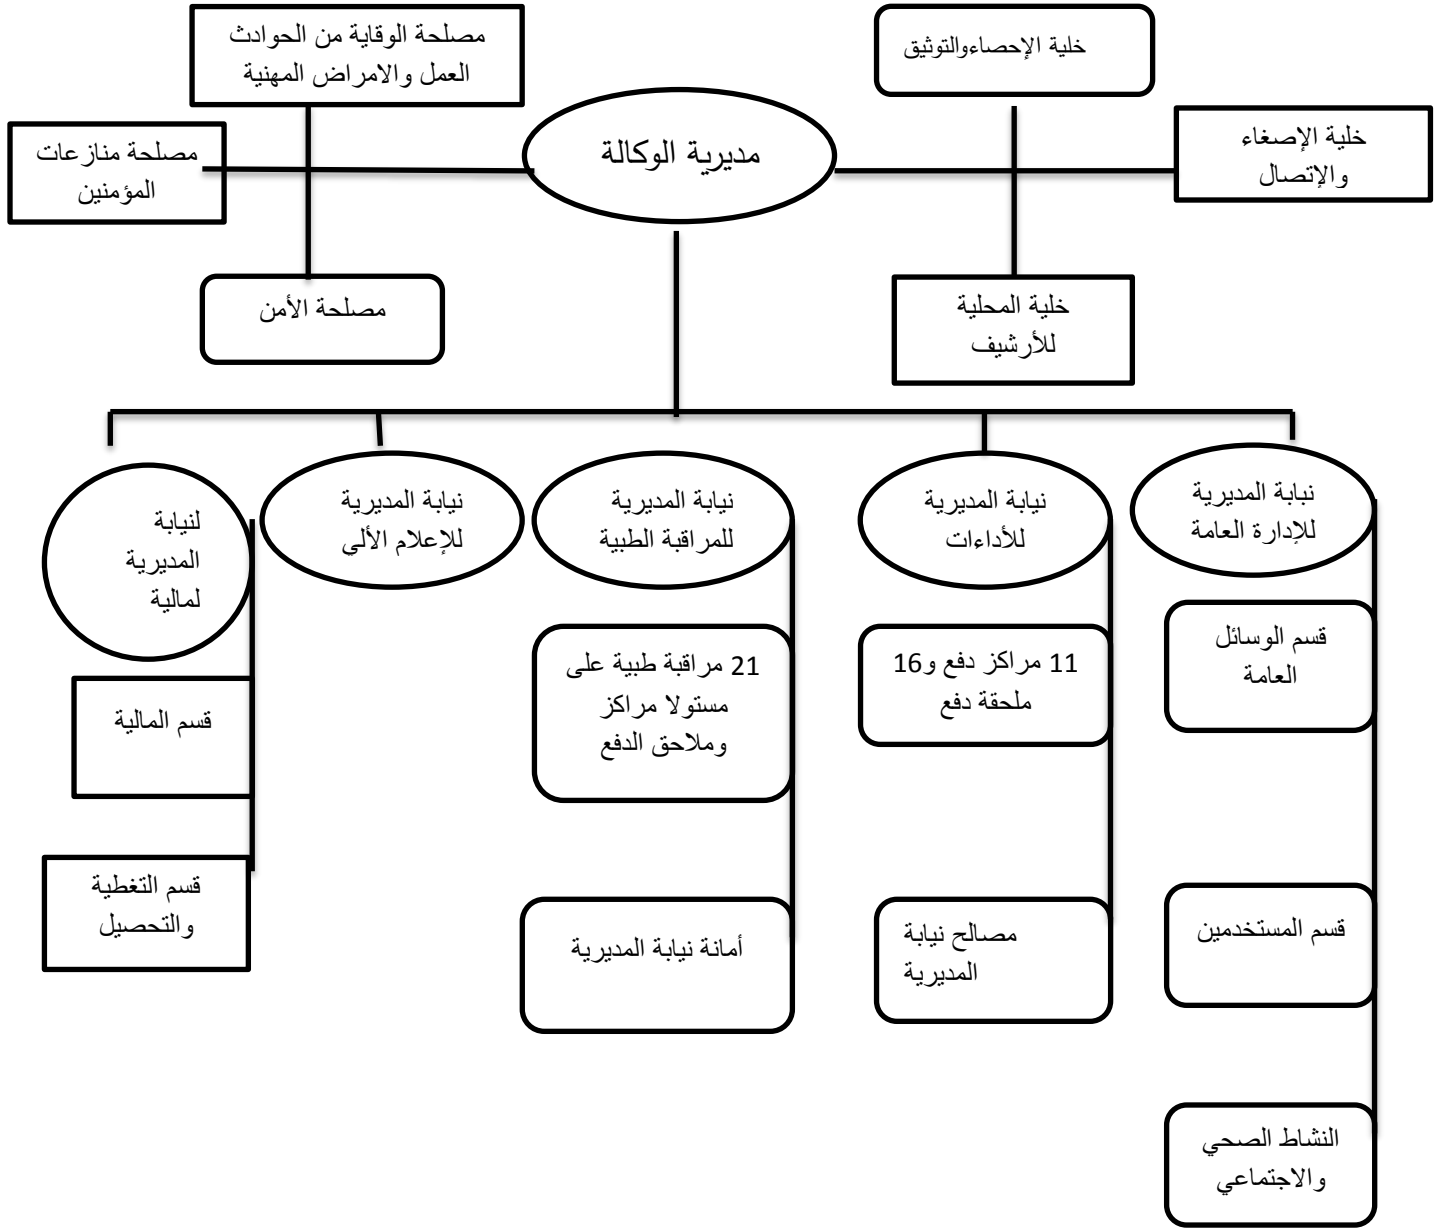 خلية الإحصاءوالتوثيق
مصلحة الوقاية من الحوادث
العمل والامراض المهنية
خلية الإصغاء
والإتصال
مديرية الوكالة
مصلحة منازعات
المؤمنين
خلية المحلية
للأرشيف
مصلحة الأمن
نيابة المديرية
للإدارة العامة
نيابة المديرية
للأداءات
نيابة المديرية
للمراقبة الطبية
نيابة المديرية
للإعلام الألي
لنيابة
المديرية
لمالية
قسم الوسائل
العامة
11 مراكز دفع و16
ملحقة دفع
21 مراقبة طبية على
مستولا مراكز
وملاحق الدفع
قسم المالية
قسم المستخدمين
مصالح نيابة
المديرية
أمانة نيابة المديرية
قسم التغطية
والتحصيل
النشاط الصحي
والاجتماعي